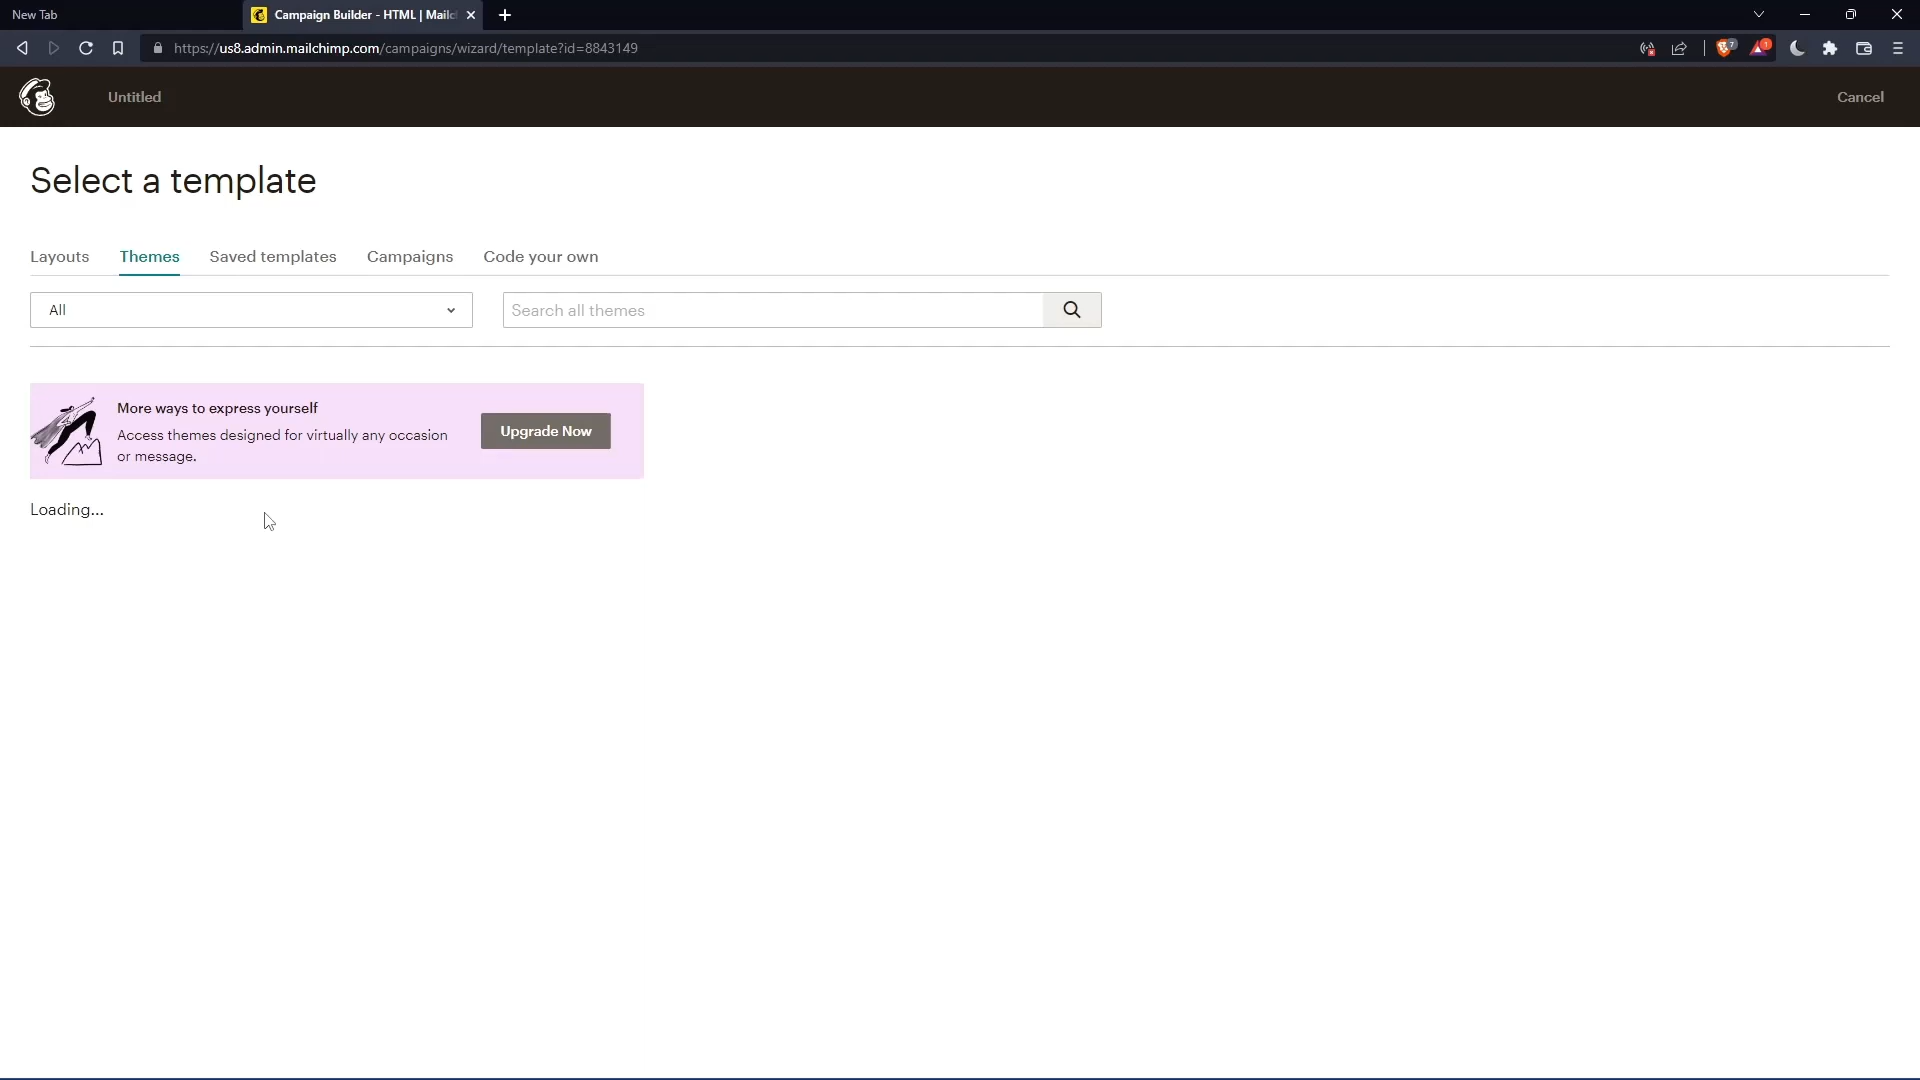 New Tab
Campaign Builder - HTML | Mailc
https://us8.admin.mailchimp.com/campaigns/wizard/template?id=8843149
7
1
Untitled
Cancel
Select a template
Layouts
Themes
Saved templates
Campaigns
Code your own
All
Search all themes
More ways to express yourself
Access themes designed for virtually any occasion
or message.
Upgrade Now
Loading...